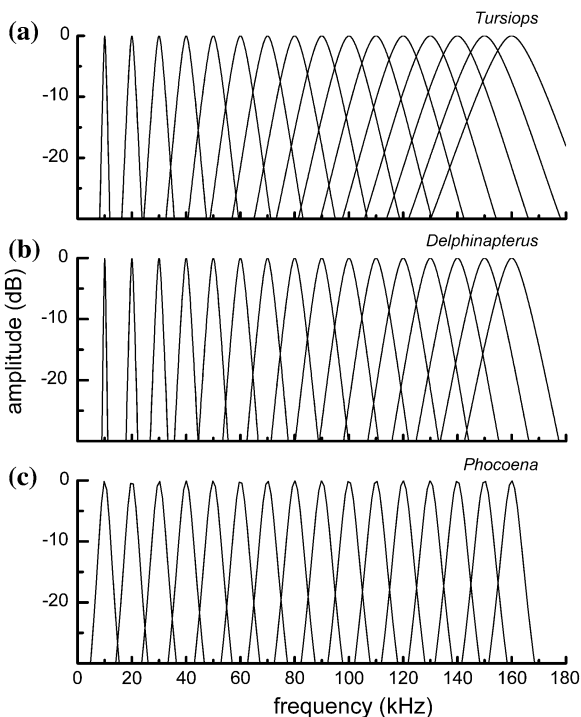 (a)
Tursiops
0
-10
-20
(b)
Delphinapterus
0
-10
-20
amplitude (dB)
(c)
Phocoena
0
-10
-20
0 20 40 60 80 100 120 140 160 180
frequency (kHz)